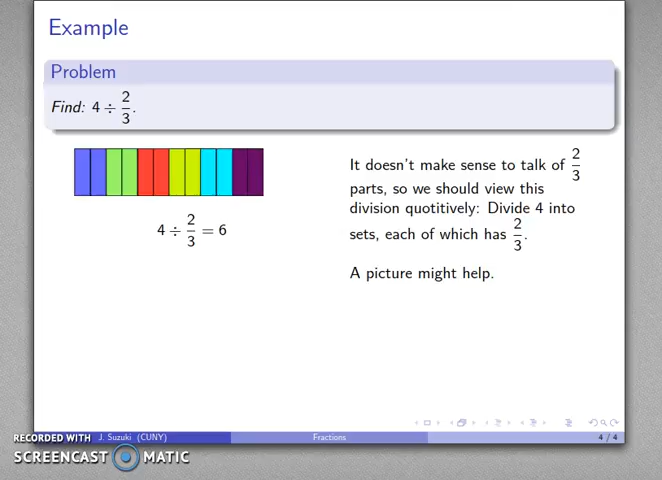 Example
Problem
Find: 4 ÷ 2/3.
It doesn't make sense to talk of 2/3
parts, so we should view this
division quotitively: Divide 4 into
sets, each of which has 2/3.
A picture might help.
4 ÷ 2/3 = 6
RECORDED WITH J. Suzuki (CUNY) Fractions 4 / 4
SCREENCAST MATIC